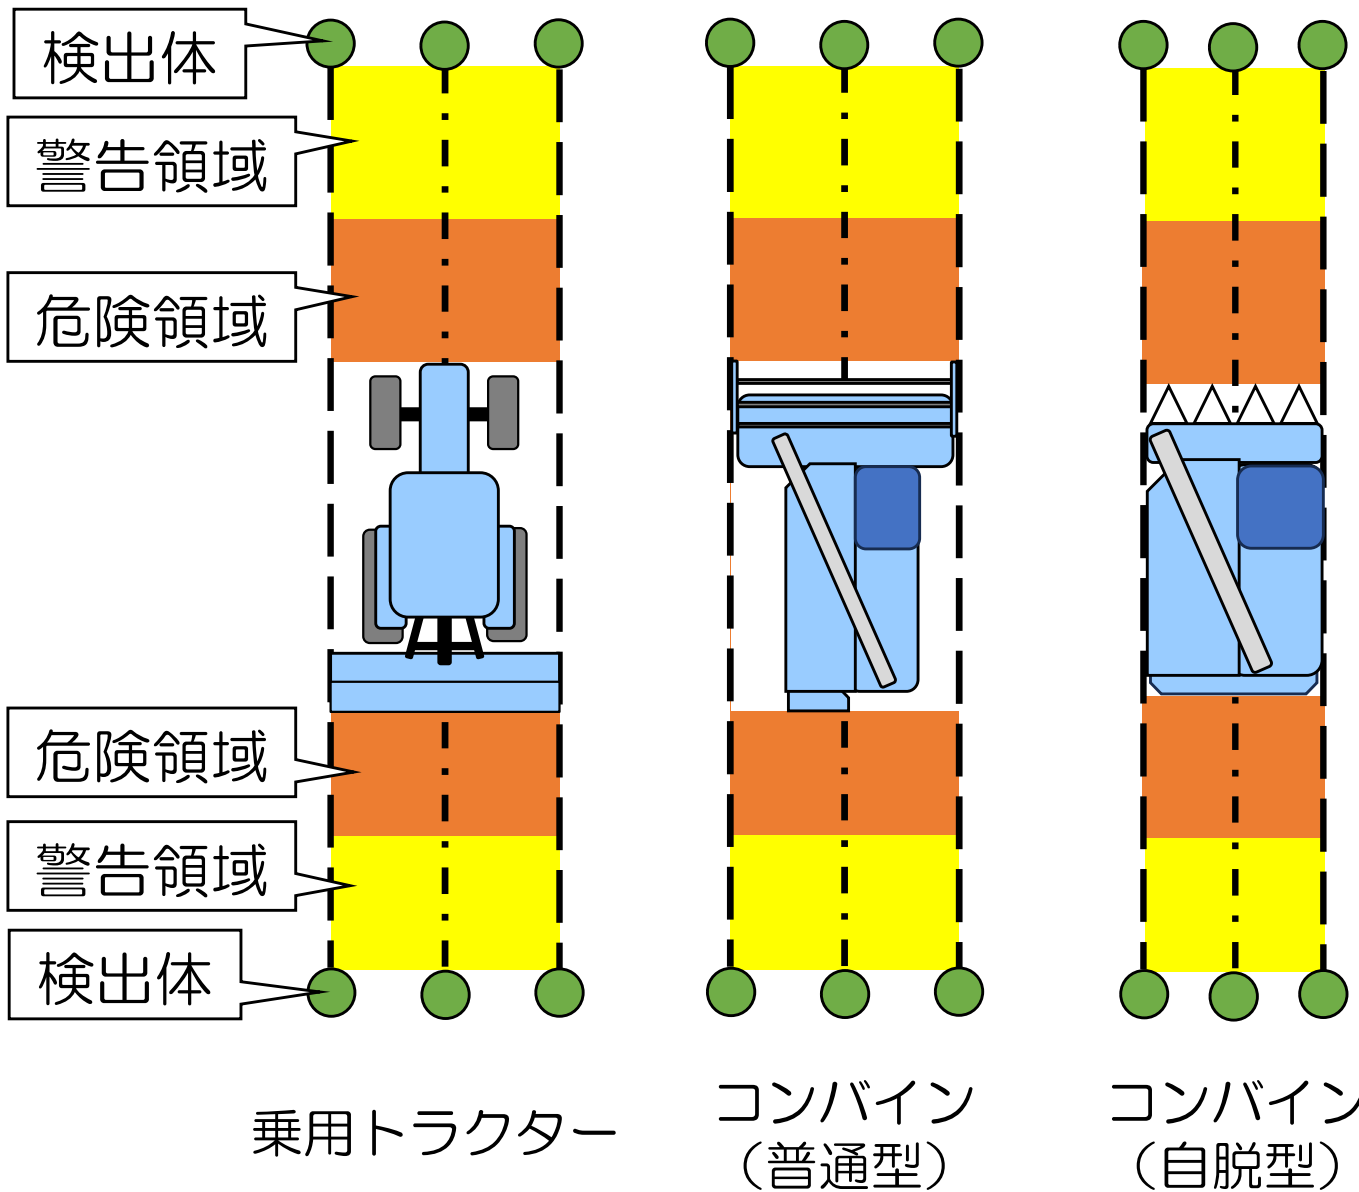 検出体
警告領域
危険領域
危険領域
警告領域
検出体
乗用トラクター
コンバイン
（普通型）
コンバイン
（自脱型）